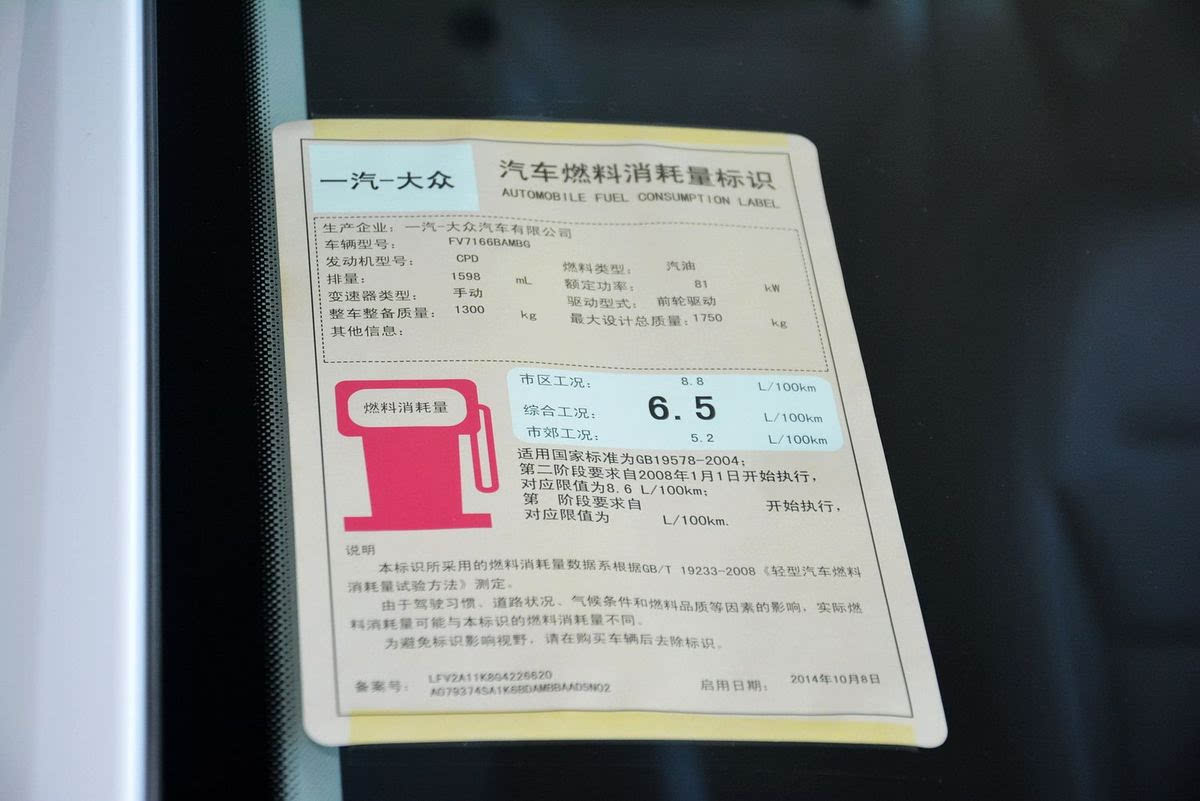 一汽-大众
汽车燃料消耗量标识
AUTOMOBILE FUEL CONSUMPTION LABEL
生产企业: 一汽-大众汽车有限公司
车辆型号: FV7166BAMBG
发动机型号: CPD 燃料类型: 汽油
排量: 1598 mL 额定功率: 81 kW
变速器类型: 手动 驱动型式: 前轮驱动
整车整备质量: 1300 kg 最大设计总质量: 1750 kg
其他信息:
燃料消耗量
市区工况: 8.8 L/100km
综合工况: 6.5 L/100km
市郊工况: 5.2 L/100km
适用国家标准为GB19578-2004;
第二阶段要求自2008年1月1日开始执行,
对应限值为8.6 L/100km;
第 阶段要求自 开始执行,
对应限值为 L/100km.
说明
本标识所采用的燃料消耗量数据系根据GB/T 19233-2008《轻型汽车燃料
消耗量试验方法》测定。
由于驾驶习惯、道路状况、气候条件和燃料品质等因素的影响,实际燃
料消耗量可能与本标识的燃料消耗量不同。
为避免标识影响视野,请在购买车辆后去除标识。
备案号: LFV2A11K8G4226620
AG79374SA1K6BDAMBBAAD5NO2
启用日期: 2014年10月8日